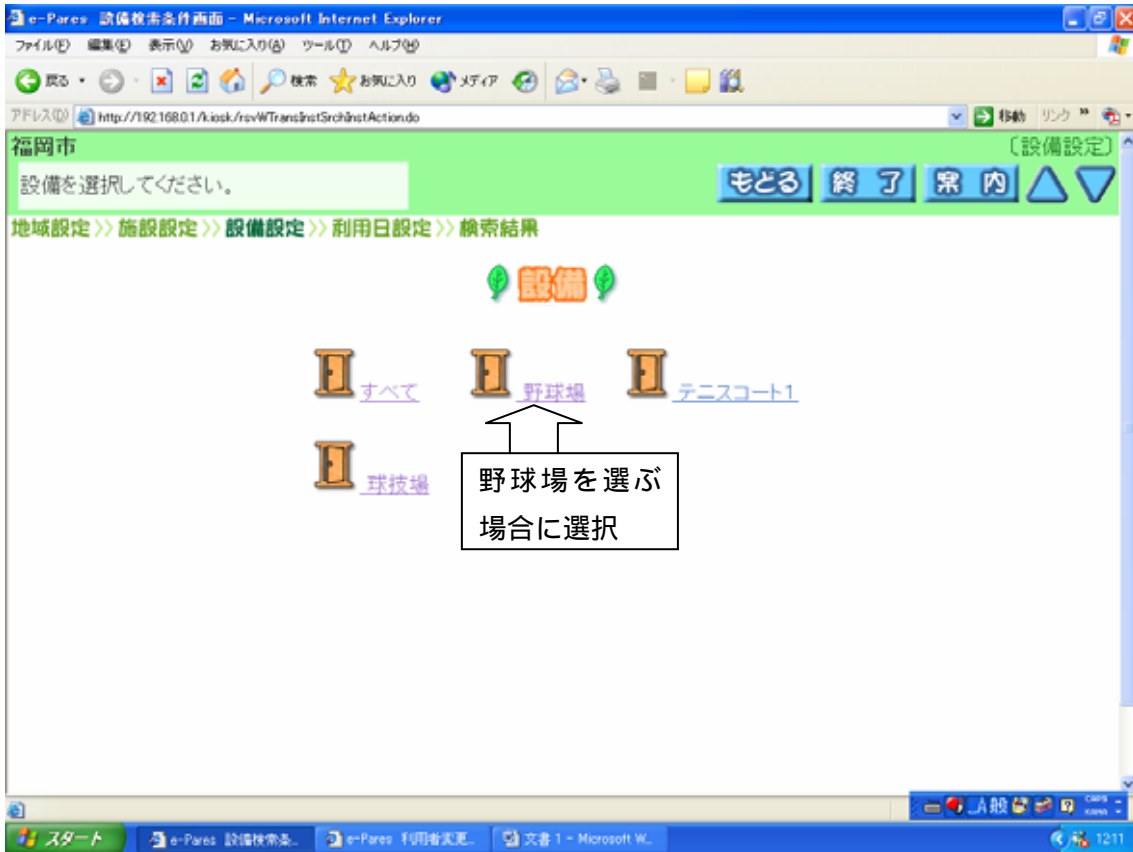 e-Pares 設備検索条件画面 - Microsoft Internet Explorer
ファイル(F) 編集(E) 表示(V) お気に入り(A) ツール(T) ヘルプ(H)
戻る 検索 お気に入り メディア
アドレス(D) http://192.168.0.1/kiosk/rsvWTransInstSrchInstAction.do 移動 リンク »
福岡市 〔設備設定〕
設備を選択してください。 もどる 終了 案内
地域設定 >> 施設設定 >> 設備設定 >> 利用日設定 >> 検索結果
設備
すべて 野球場 テニスコート1
球技場
野球場を選ぶ
場合に選択
A 般 CAPS KANA
スタート e-Pares 設備検索条... e-Pares 利用者変更... 文書 1 - Microsoft W... 12:11